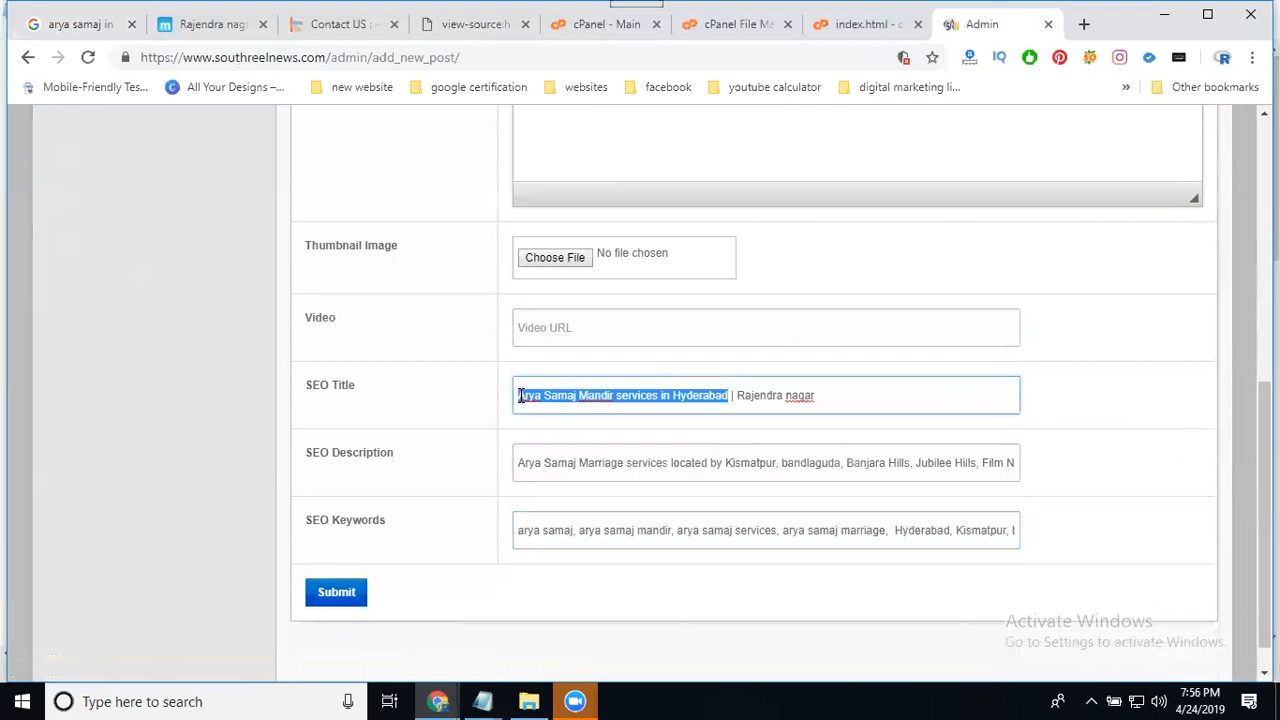 arya samaj in
Rajendra nag
Contact US :
view-source:h
cPanel - Main
cPanel File Ma
index.html - c
Admin
https://www.southreelnews.com/admin/add_new_post/
Mobile-Friendly Tes...
All Your Designs –...
new website
google certification
websites
facebook
youtube calculator
digital marketing li...
Other bookmarks
Thumbnail Image
Choose File No file chosen
Video
Video URL
SEO Title
Arya Samaj Mandir services in Hyderabad | Rajendra nagar
SEO Description
Arya Samaj Marriage services located by Kismatpur, bandlaguda, Banjara Hills, Jubilee Hills, Film N
SEO Keywords
arya samaj, arya samaj mandir, arya samaj services, arya samaj marriage, Hyderabad, Kismatpur, b
Submit
Activate Windows
Go to Settings to activate Windows.
Type here to search
7:56 PM
4/24/2019